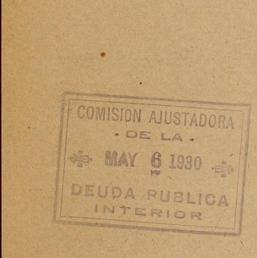 COMISION AJUSTADORA
- DE LA -
MAY 6 1930
DEUDA PUBLICA
INTERIOR